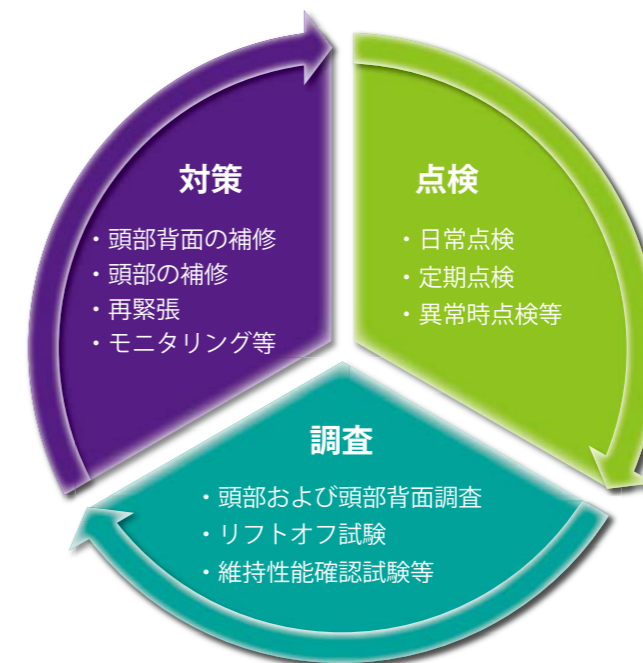 対策
・頭部背面の補修
・頭部の補修
・再緊張
・モニタリング等
点検
・日常点検
・定期点検
・異常時点検等
調査
・頭部および頭部背面調査
・リフトオフ試験
・維持性能確認試験等